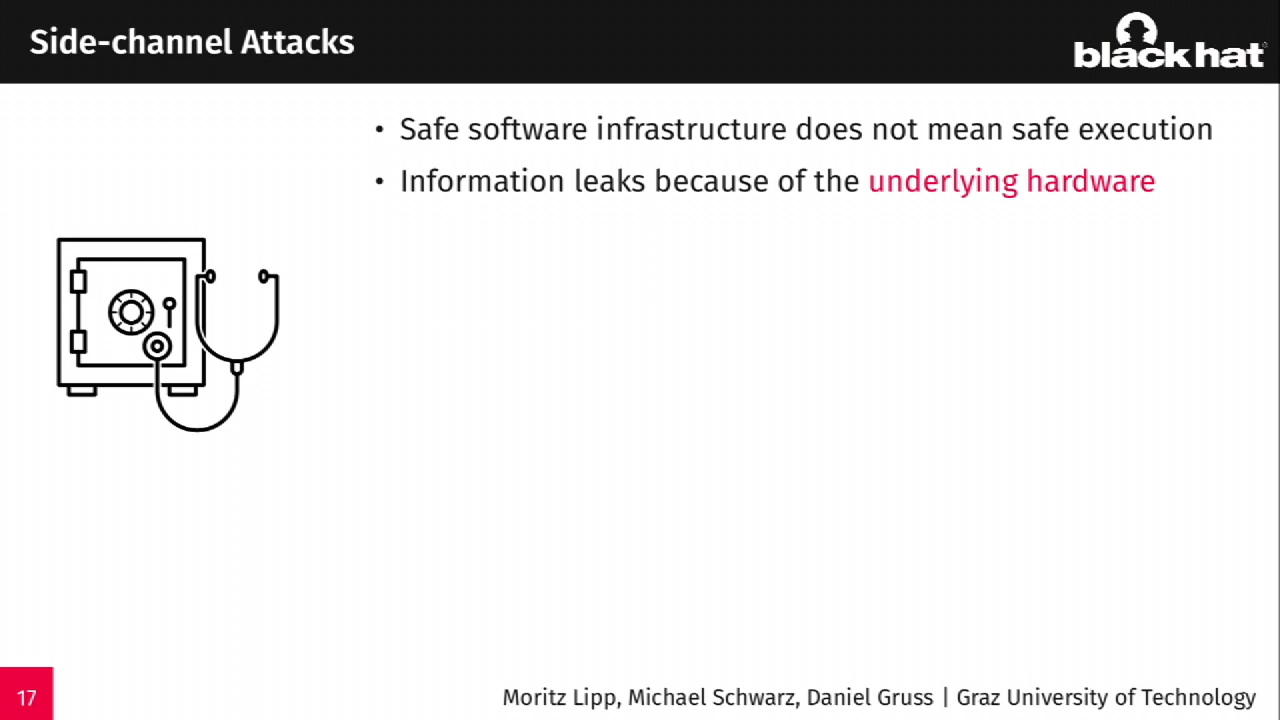 Side-channel Attacks
black hat
• Safe software infrastructure does not mean safe execution
• Information leaks because of the underlying hardware
17
Moritz Lipp, Michael Schwarz, Daniel Gruss | Graz University of Technology